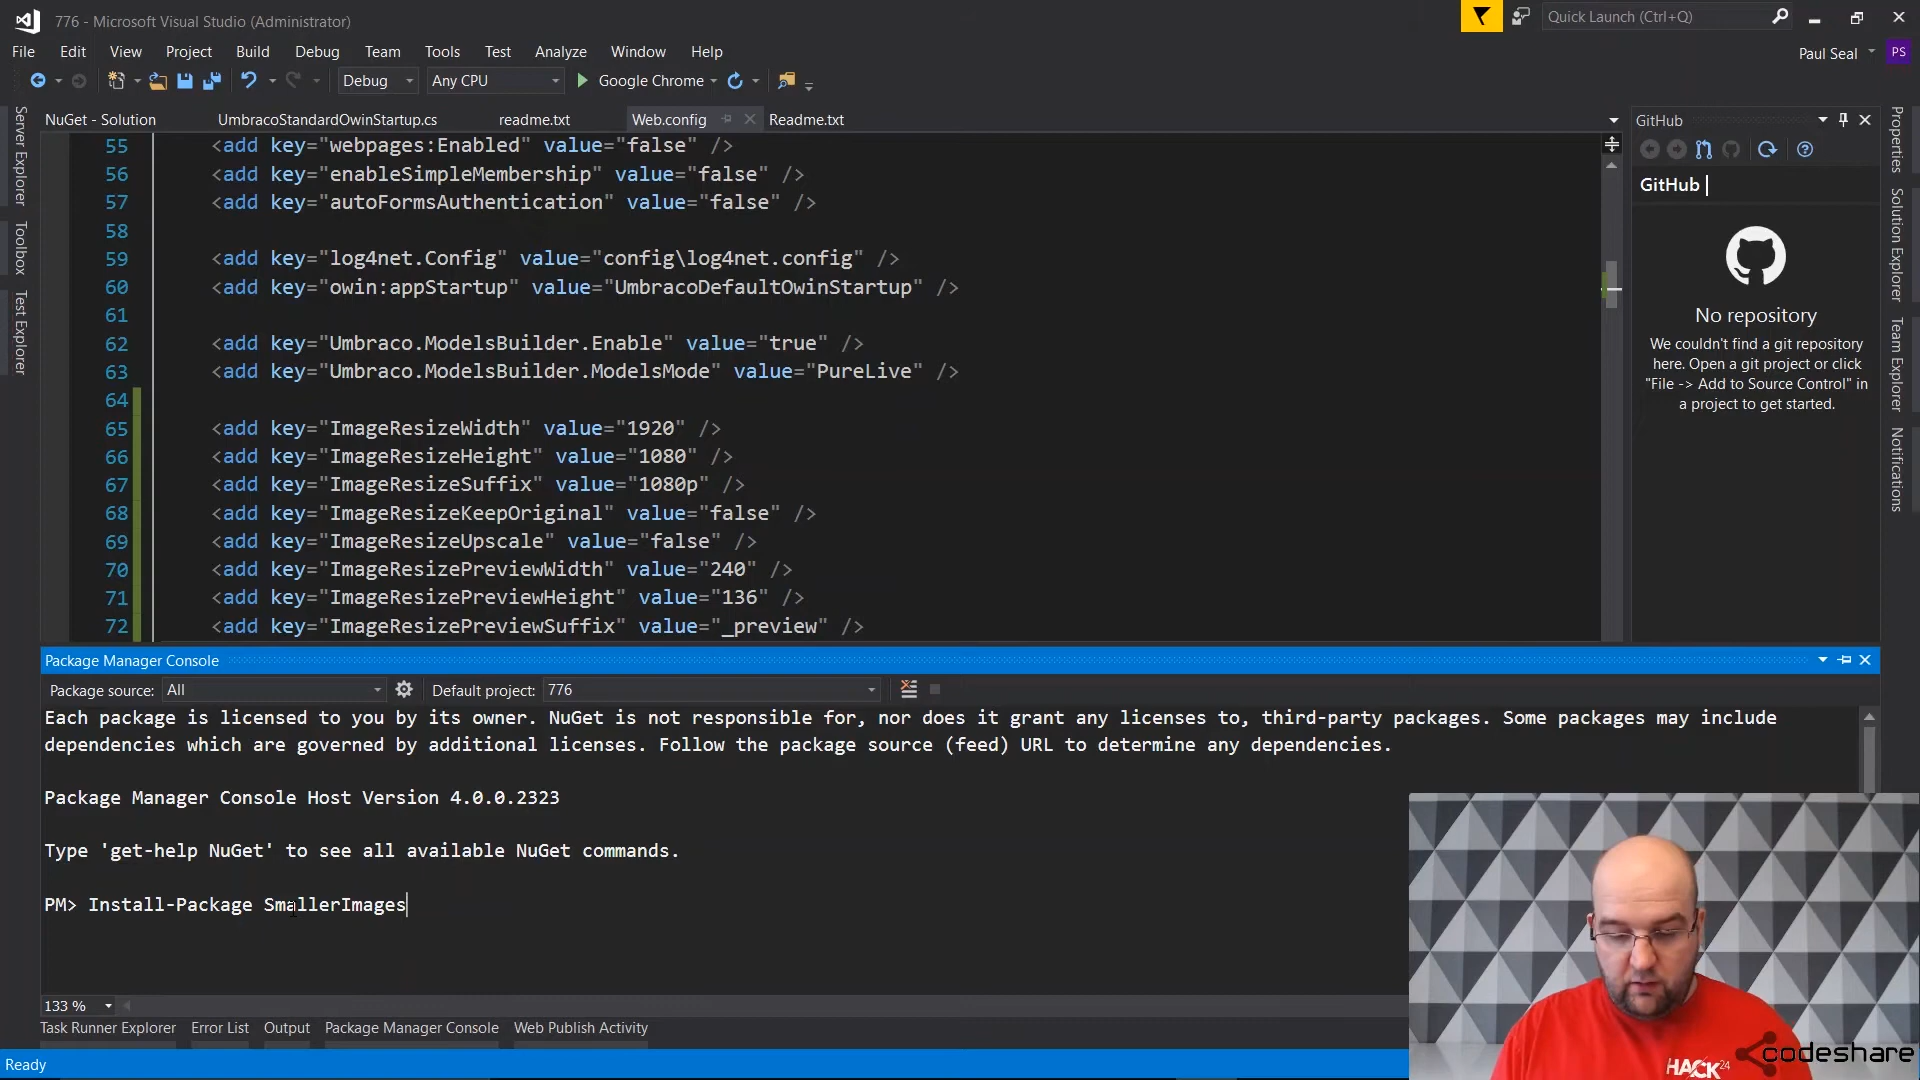 776 - Microsoft Visual Studio (Administrator)
Quick Launch (Ctrl+Q)
File Edit View Project Build Debug Team Tools Test Analyze Window Help
Paul Seal PS
Debug Any CPU Google Chrome
NuGet - Solution UmbracoStandardOwinStartup.cs readme.txt Web.config Readme.txt
Server Explorer
Toolbox
Test Explorer
55 <add key="webpages:Enabled" value="false" />
56 <add key="enableSimpleMembership" value="false" />
57 <add key="autoFormsAuthentication" value="false" />
58
59 <add key="log4net.Config" value="config\log4net.config" />
60 <add key="owin:appStartup" value="UmbracoDefaultOwinStartup" />
61
62 <add key="Umbraco.ModelsBuilder.Enable" value="true" />
63 <add key="Umbraco.ModelsBuilder.ModelsMode" value="PureLive" />
64
65 <add key="ImageResizeWidth" value="1920" />
66 <add key="ImageResizeHeight" value="1080" />
67 <add key="ImageResizeSuffix" value="1080p" />
68 <add key="ImageResizeKeepOriginal" value="false" />
69 <add key="ImageResizeUpscale" value="false" />
70 <add key="ImageResizePreviewWidth" value="240" />
71 <add key="ImageResizePreviewHeight" value="136" />
72 <add key="ImageResizePreviewSuffix" value="_preview" />
GitHub
GitHub
No repository
We couldn't find a git repository
here. Open a git project or click
"File -> Add to Source Control" in
a project to get started.
Properties
Solution Explorer
Team Explorer
Notifications
Package Manager Console
Package source: All Default project: 776
Each package is licensed to you by its owner. NuGet is not responsible for, nor does it grant any licenses to, third-party packages. Some packages may include
dependencies which are governed by additional licenses. Follow the package source (feed) URL to determine any dependencies.
Package Manager Console Host Version 4.0.0.2323
Type 'get-help NuGet' to see all available NuGet commands.
PM> Install-Package SmallerImages
133 %
Task Runner Explorer Error List Output Package Manager Console Web Publish Activity
Ready
HACK24
codeshare